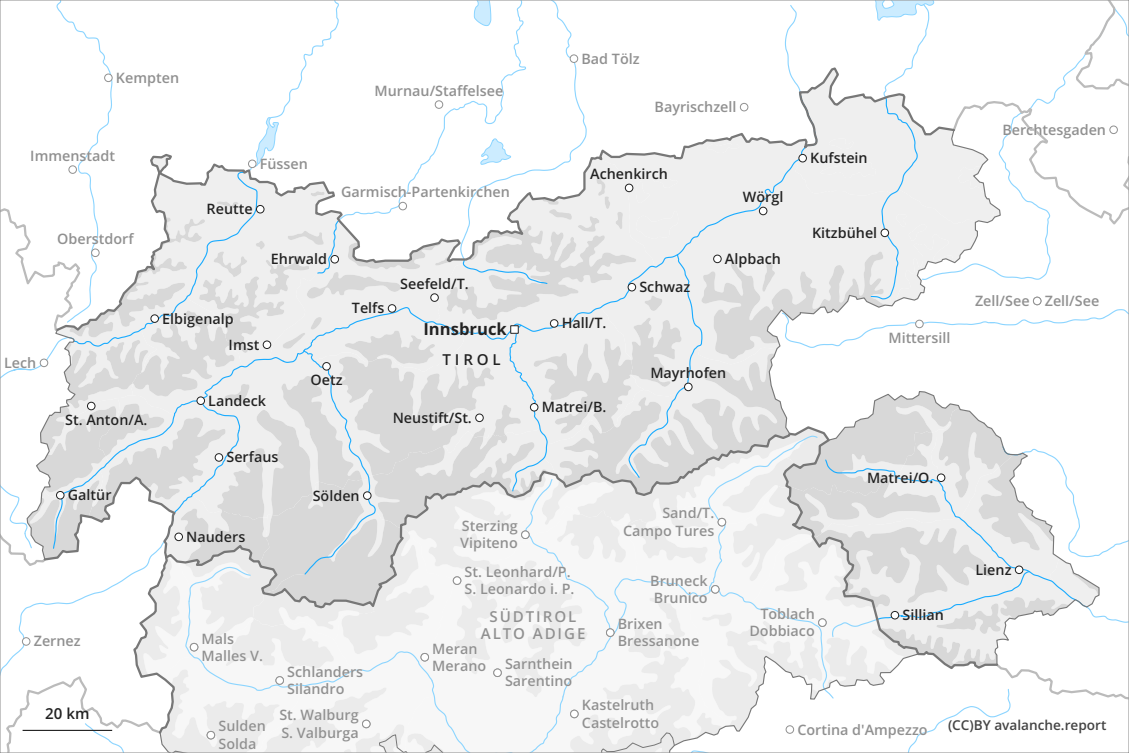 Kempten
Bad Tölz
Murnau/Staffelsee
Bayrischzell
Berchtesgaden
Immenstadt
Füssen
Kufstein
Achenkirch
Garmisch-Partenkirchen
Wörgl
Reutte
Oberstdorf
Kitzbühel
Ehrwald
Alpbach
Seefeld/T.
Schwaz
Zell/See
Zell/See
Telfs
Elbigenalp
Innsbruck
Hall/T.
Mittersill
Imst
TIROL
Lech
Oetz
Mayrhofen
Landeck
Matrei/B.
St. Anton/A.
Neustift/St.
Serfaus
Matrei/O.
Galtür
Sölden
Sand/T.
Campo Tures
Sterzing
Vipiteno
Nauders
Lienz
St. Leonhard/P.
S. Leonardo i. P.
Bruneck
Brunico
SÜDTIROL
ALTO ADIGE
Toblach
Dobbiaco
Sillian
Brixen
Bressanone
Zernez
Mals
Malles V.
Meran
Merano
Sarnthein
Sarentino
Schlanders
Silandro
Kastelruth
Castelrotto
20 km
St. Walburg
S. Valburga
Sulden
Solda
Cortina d'Ampezzo
(CC)BY avalanche.report